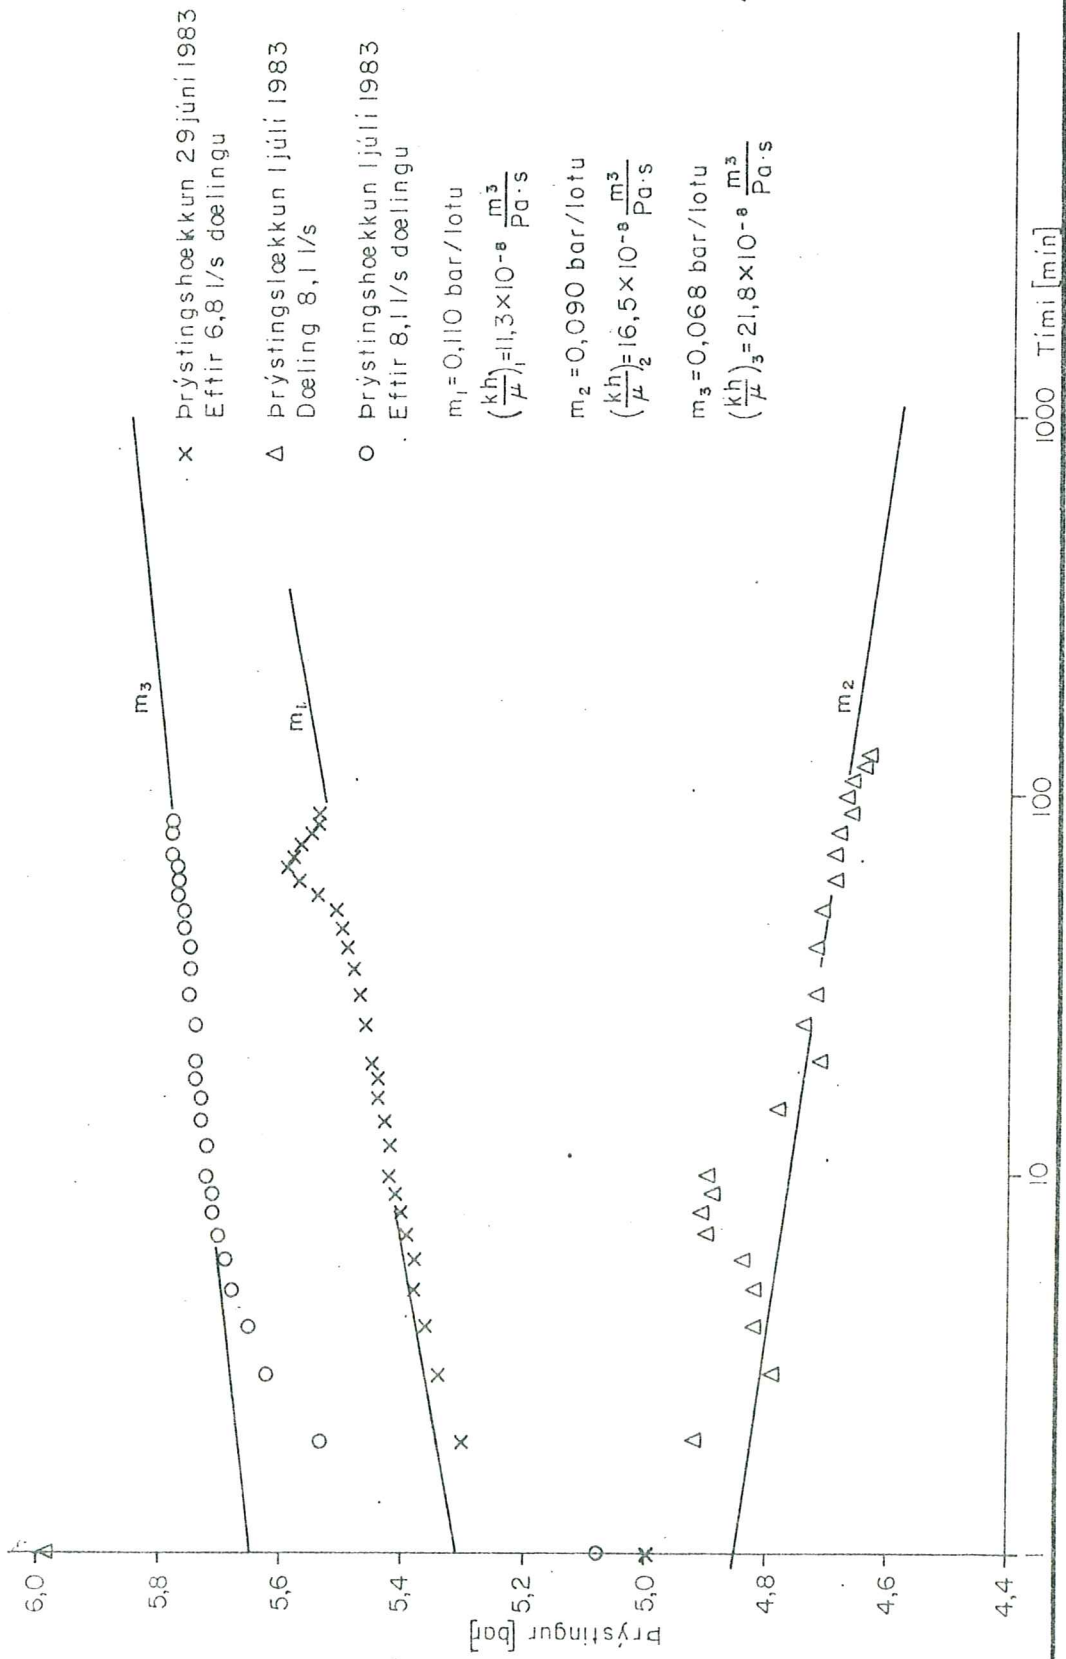 × Þrýstingshækkun 29 júní 1983
Eftir 6,8 l/s dælingu
△ Þrýstingslækkun 1 júlí 1983
Dæling 8,1 l/s
○ Þrýstingshækkun 1 júlí 1983
Eftir 8,1 l/s dælingu
m₁ = 0,110 bar/lotu
(kh/μ)₁ = 11,3×10⁻⁸ m³/Pa·s
m₂ = 0,090 bar/lotu
(kh/μ)₂ = 16,5×10⁻⁸ m³/Pa·s
m₃ = 0,068 bar/lotu
(kh/μ)₃ = 21,8×10⁻⁸ m³/Pa·s
m₃
m₁
m₂
Þrýstingur [bar]
6,0
5,8
5,6
5,4
5,2
5,0
4,8
4,6
4,4
1
10
100
1000
Tími [mín]